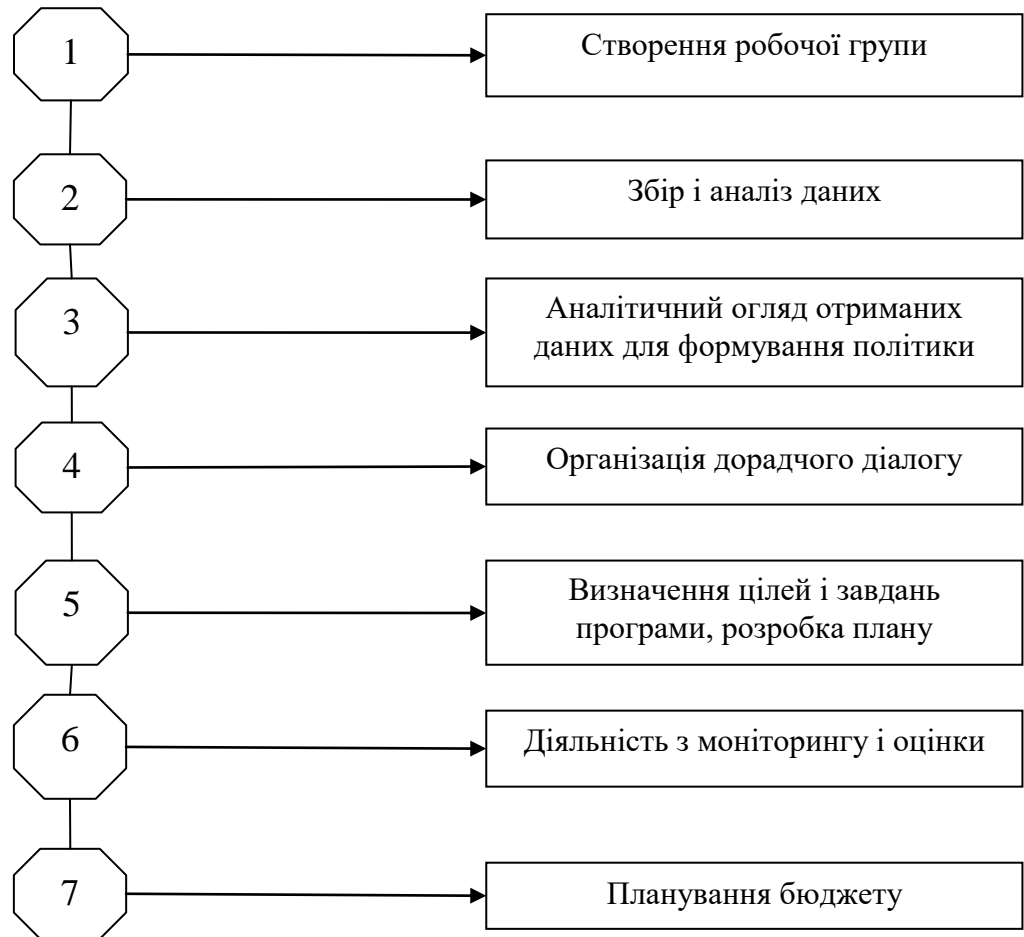 1
Створення робочої групи
2
Збір і аналіз даних
3
Аналітичний огляд отриманих
даних для формування політики
4
Організація дорадчого діалогу
5
Визначення цілей і завдань
програми, розробка плану
6
Діяльність з моніторингу і оцінки
7
Планування бюджету